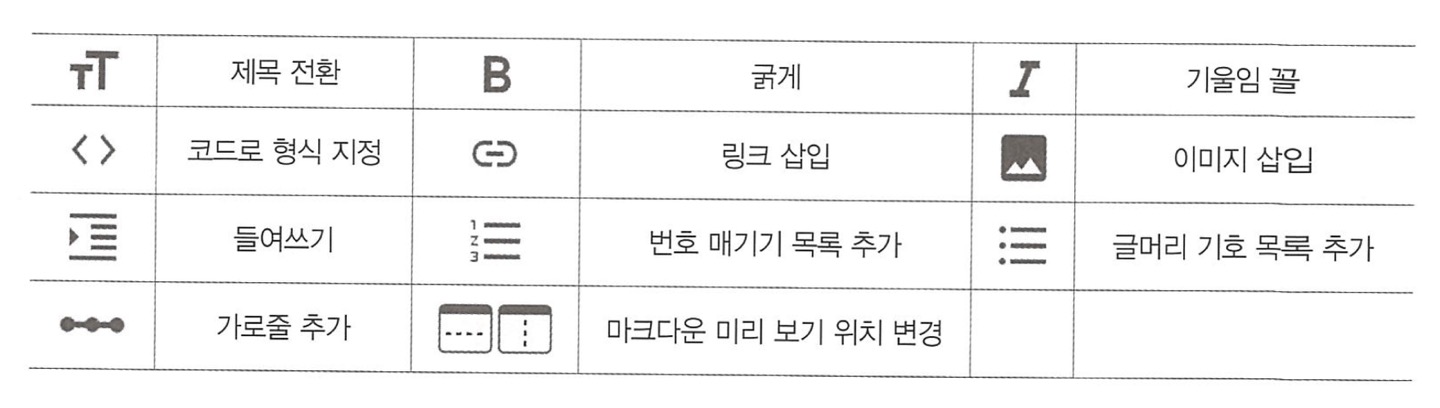 TT 제목 전환 B 굵게 I 기울임 꼴
<> 코드로 형식 지정 링크 삽입 이미지 삽입
들여쓰기 1 2 3 번호 매기기 목록 추가 글머리 기호 목록 추가
가로줄 추가 마크다운 미리 보기 위치 변경